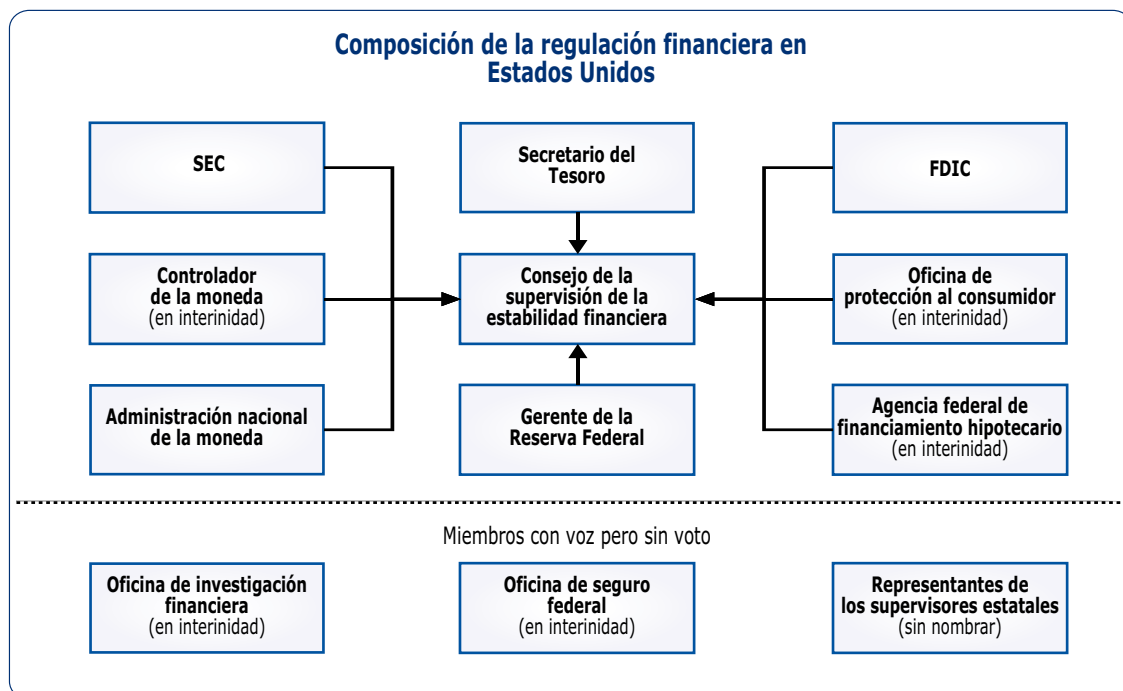 Composición de la regulación financiera en
Estados Unidos
SEC
Secretario del
Tesoro
FDIC
Controlador
de la moneda
(en interinidad)
Consejo de la
supervisión de la
estabilidad financiera
Oficina de
protección al consumidor
(en interinidad)
Administración nacional
de la moneda
Gerente de la
Reserva Federal
Agencia federal de
financiamiento hipotecario
(en interinidad)
Miembros con voz pero sin voto
Oficina de investigación
financiera
(en interinidad)
Oficina de seguro
federal
(en interinidad)
Representantes de
los supervisores estatales
(sin nombrar)